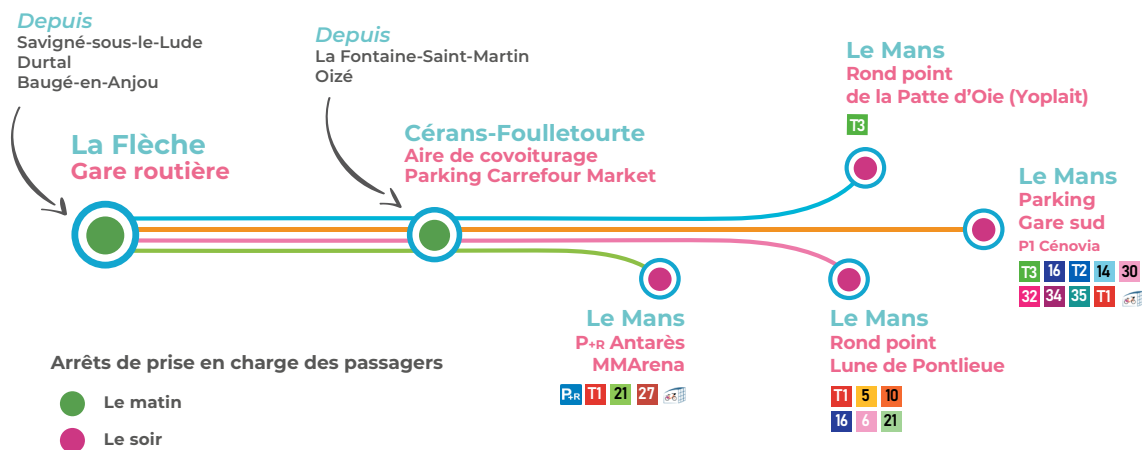 Depuis
Savigné-sous-le-Lude
Durtal
Baugé-en-Anjou
Depuis
La Fontaine-Saint-Martin
Oizé
La Flèche
Gare routière
Cérans-Foulletourte
Aire de covoiturage
Parking Carrefour Market
Le Mans
Rond point
de la Patte d'Oie (Yoplait)
T3
Le Mans
Parking
Gare sud
P1 Cénovia
T3 16 T2 14 30
32 34 35 T1
Le Mans
P+R Antarès
MMArena
P+R T1 21 27
Le Mans
Rond point
Lune de Pontlieue
T1 5 10
16 6 21
Arrêts de prise en charge des passagers
Le matin
Le soir